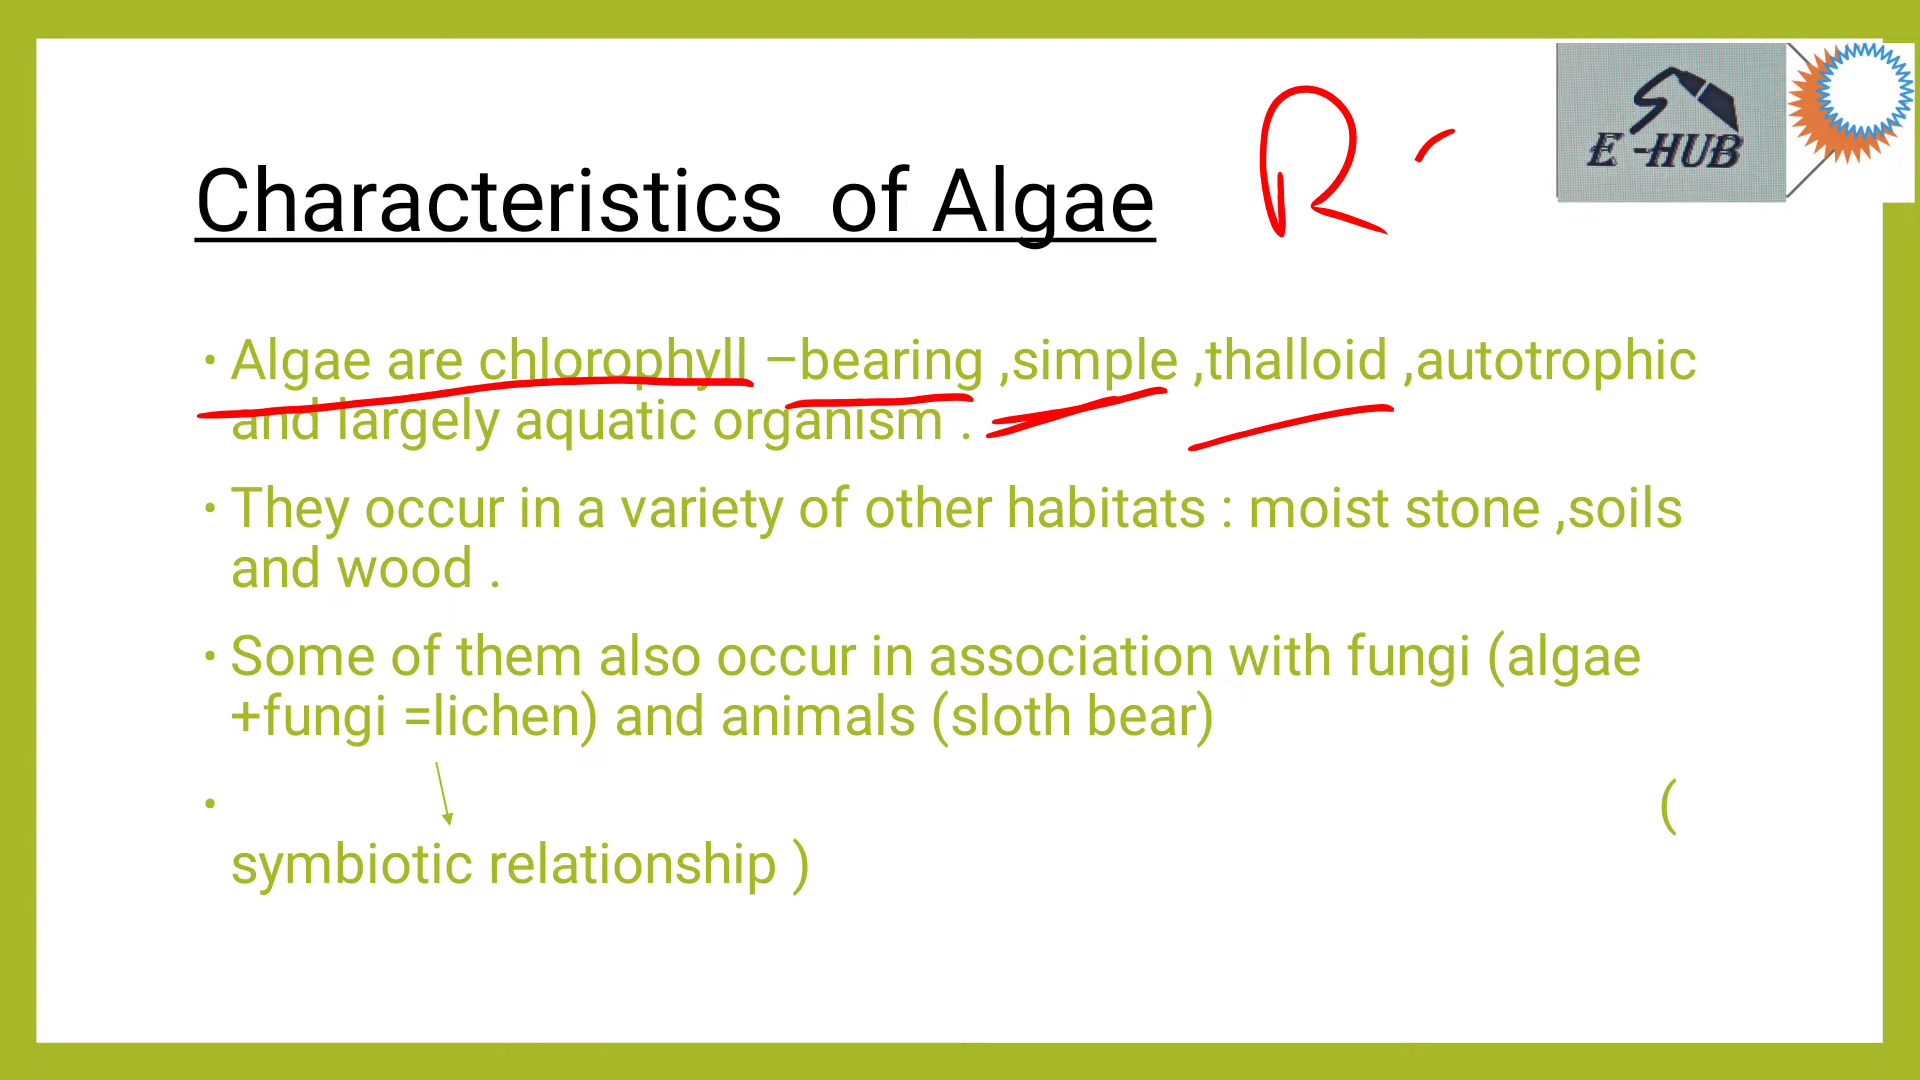 E-HUB
Characteristics of Algae R
• Algae are chlorophyll –bearing ,simple ,thalloid ,autotrophic
and largely aquatic organism .
• They occur in a variety of other habitats : moist stone ,soils
and wood .
• Some of them also occur in association with fungi (algae
+fungi =lichen) and animals (sloth bear)
• (
symbiotic relationship )